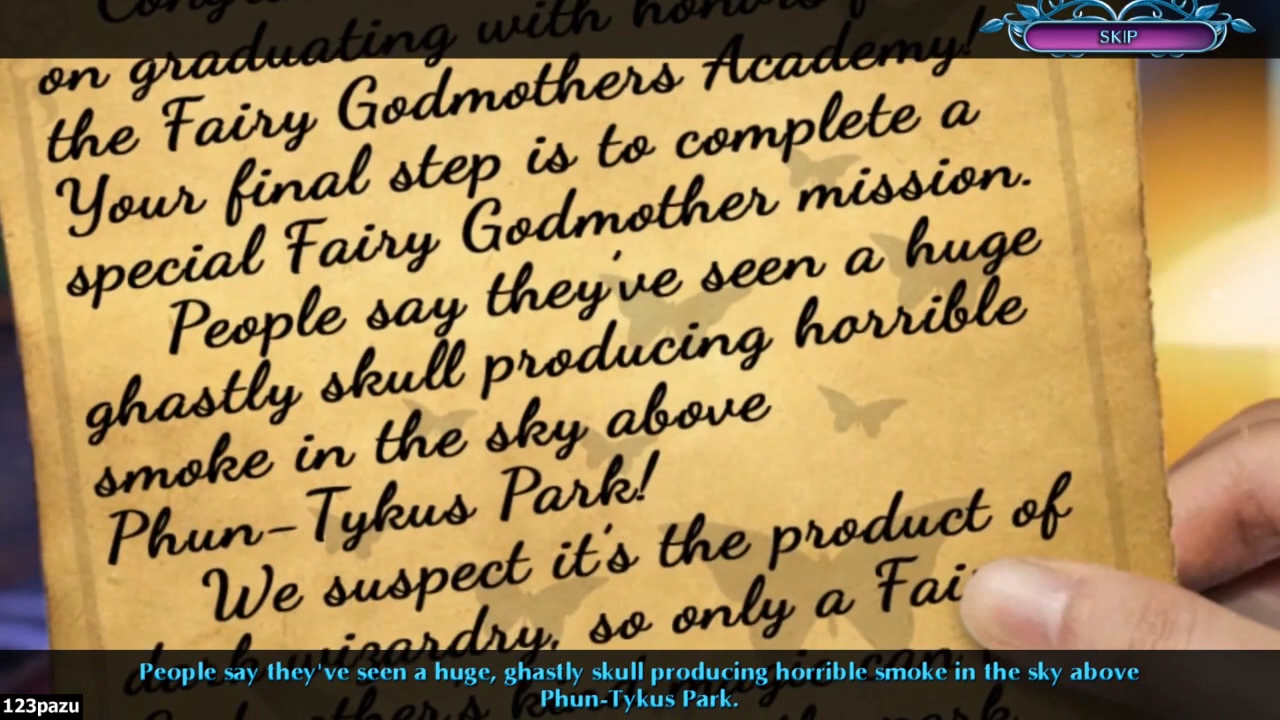 SKIP
on graduating with honors
the Fairy Godmothers Academy!
Your final step is to complete a
special Fairy Godmother mission.
People say they've seen a huge
ghastly skull producing horrible
smoke in the sky above
Phun-Tykus Park!
We suspect it's the product of
dark wizardry, so only a
People say they've seen a huge, ghastly skull producing horrible smoke in the sky above
Phun-Tykus Park.
123pazu